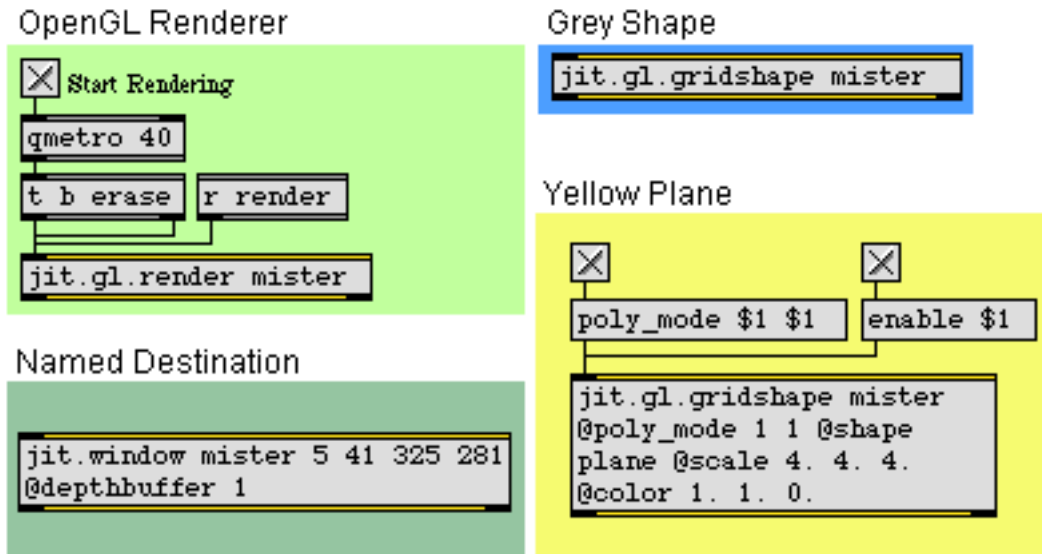 OpenGL Renderer
Start Rendering
qmetro 40
t b erase
r render
jit.gl.render mister
Named Destination
jit.window mister 5 41 325 281
@depthbuffer 1
Grey Shape
jit.gl.gridshape mister
Yellow Plane
poly_mode $1 $1
enable $1
jit.gl.gridshape mister
@poly_mode 1 1 @shape
plane @scale 4. 4. 4.
@color 1. 1. 0.